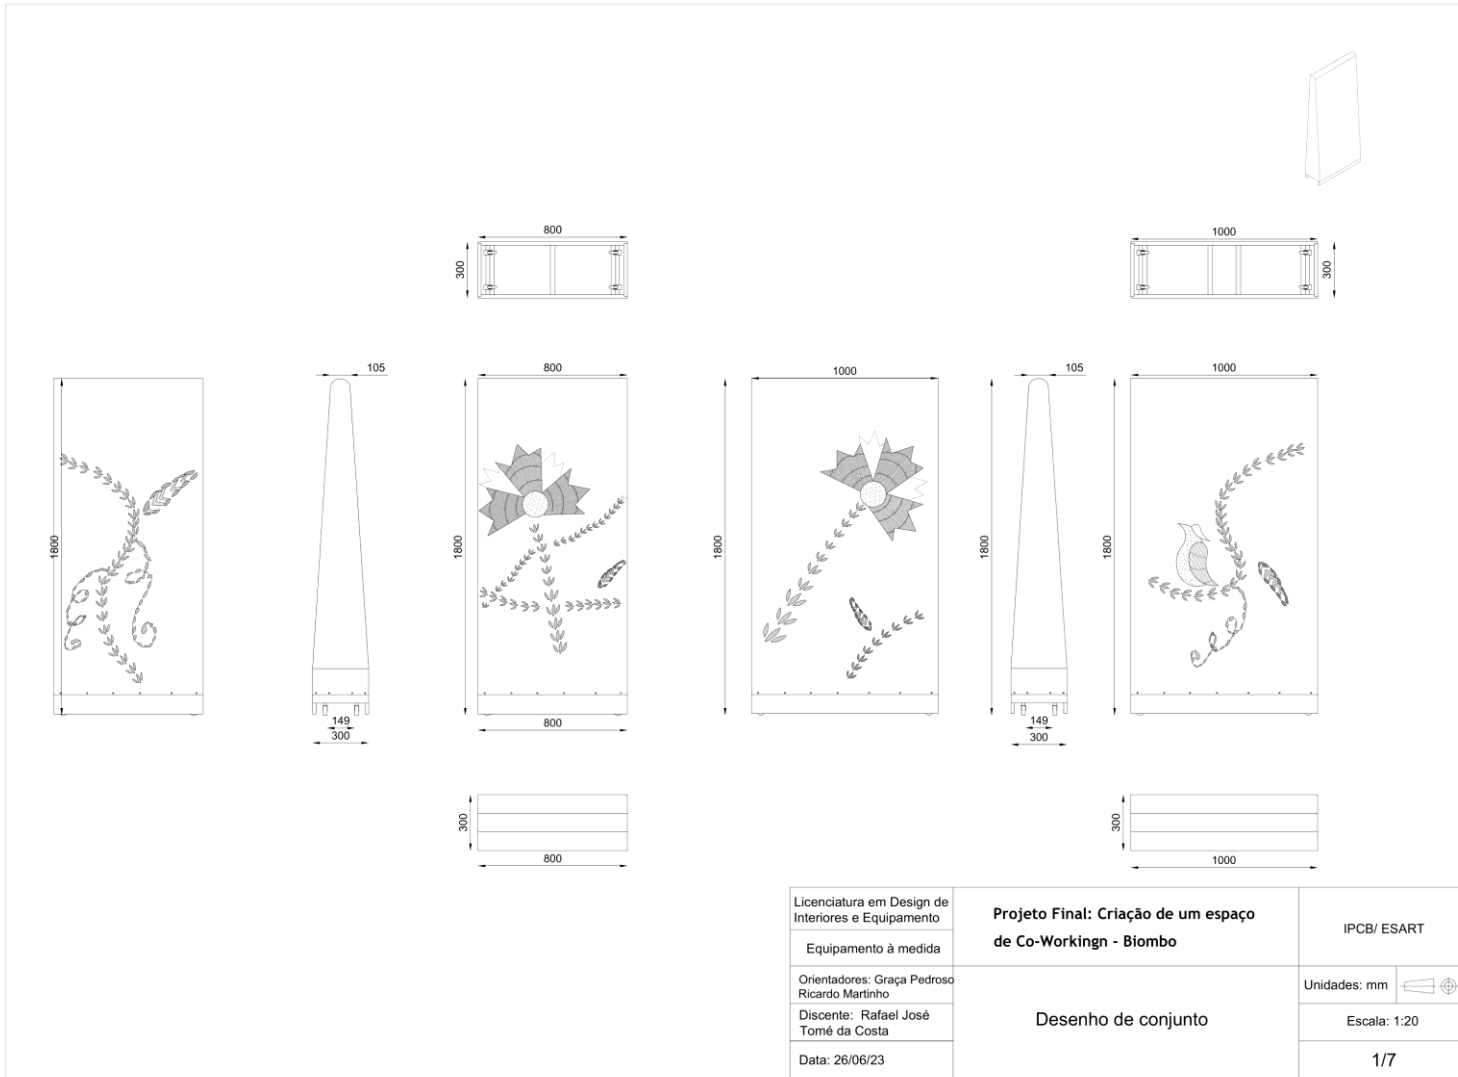 800
300
1000
300
105
800
1000
105
1000
1800
1800
1800
1800
1800
149
300
800
149
300
300
800
300
1000
Licenciatura em Design de
Interiores e Equipamento
Equipamento à medida
Orientadores: Graça Pedroso
Ricardo Martinho
Discente: Rafael José
Tomé da Costa
Data: 26/06/23
Projeto Final: Criação de um espaço
de Co-Workingn - Biombo
Desenho de conjunto
IPCB/ ESART
Unidades: mm
Escala: 1:20
1/7